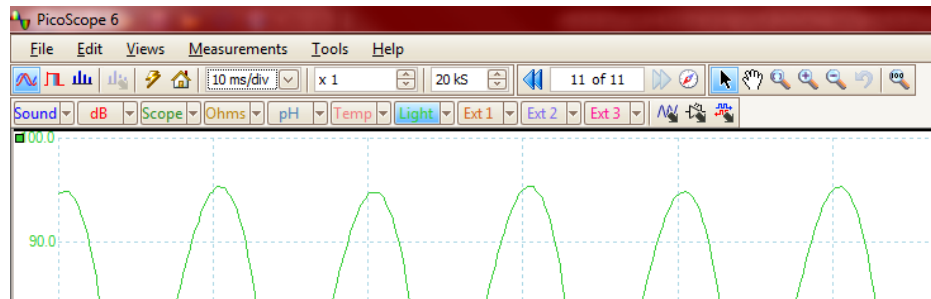 PicoScope 6
File Edit Views Measurements Tools Help
10 ms/div x 1 20 kS 11 of 11 100
Sound dB Scope Ohms pH Temp Light Ext 1 Ext 2 Ext 3
100.0
90.0